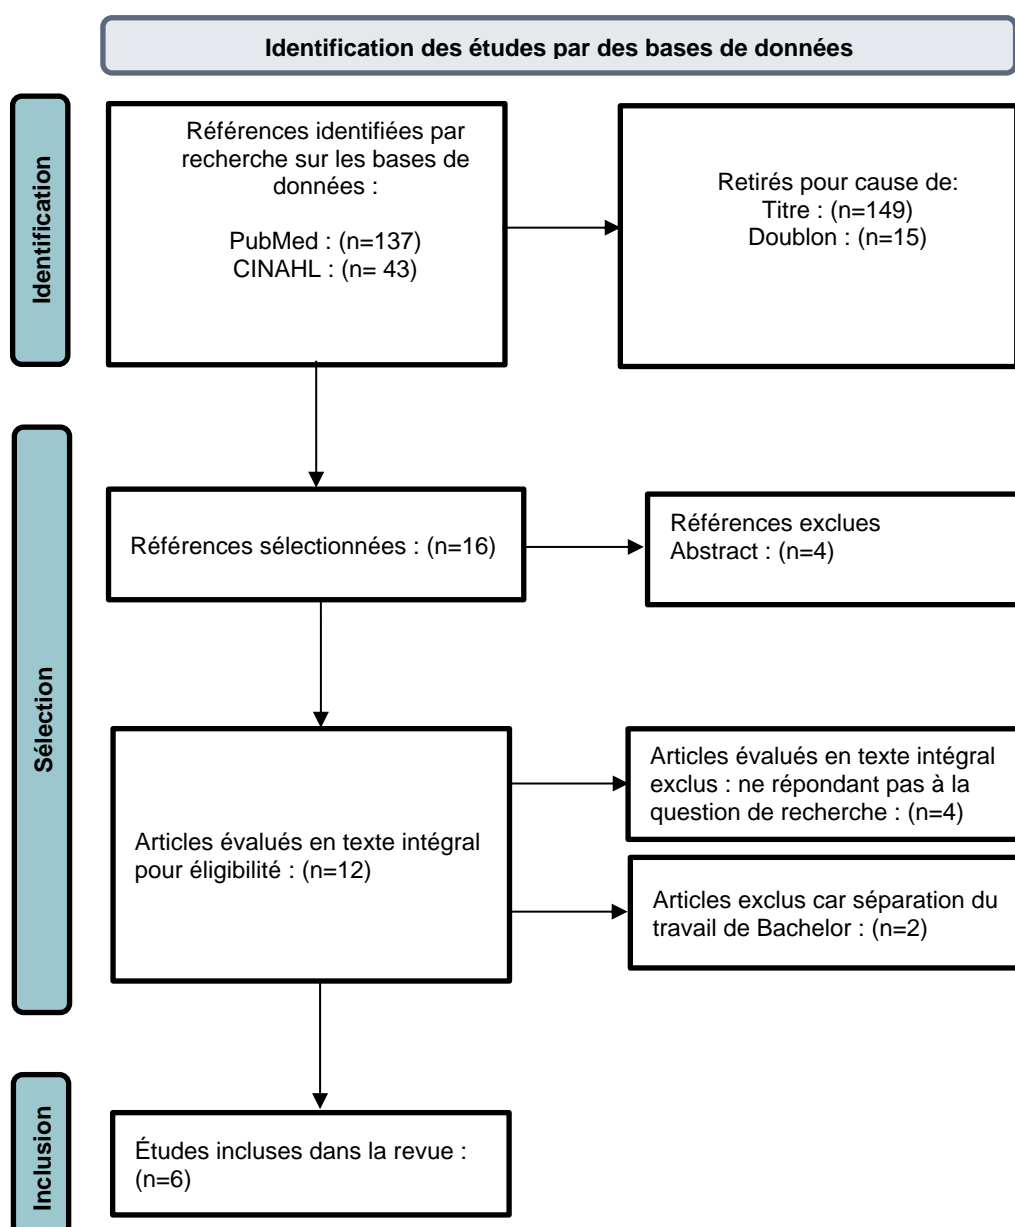 Identification des études par des bases de données
Identification
Références identifiées par
recherche sur les bases de
données :
PubMed : (n=137)
CINAHL : (n= 43)
Retirés pour cause de:
Titre : (n=149)
Doublon : (n=15)
Sélection
Références sélectionnées : (n=16)
Références exclues
Abstract : (n=4)
Articles évalués en texte intégral
pour éligibilité : (n=12)
Articles évalués en texte intégral
exclus : ne répondant pas à la
question de recherche : (n=4)
Articles exclus car séparation du
travail de Bachelor : (n=2)
Inclusion
Études incluses dans la revue :
(n=6)